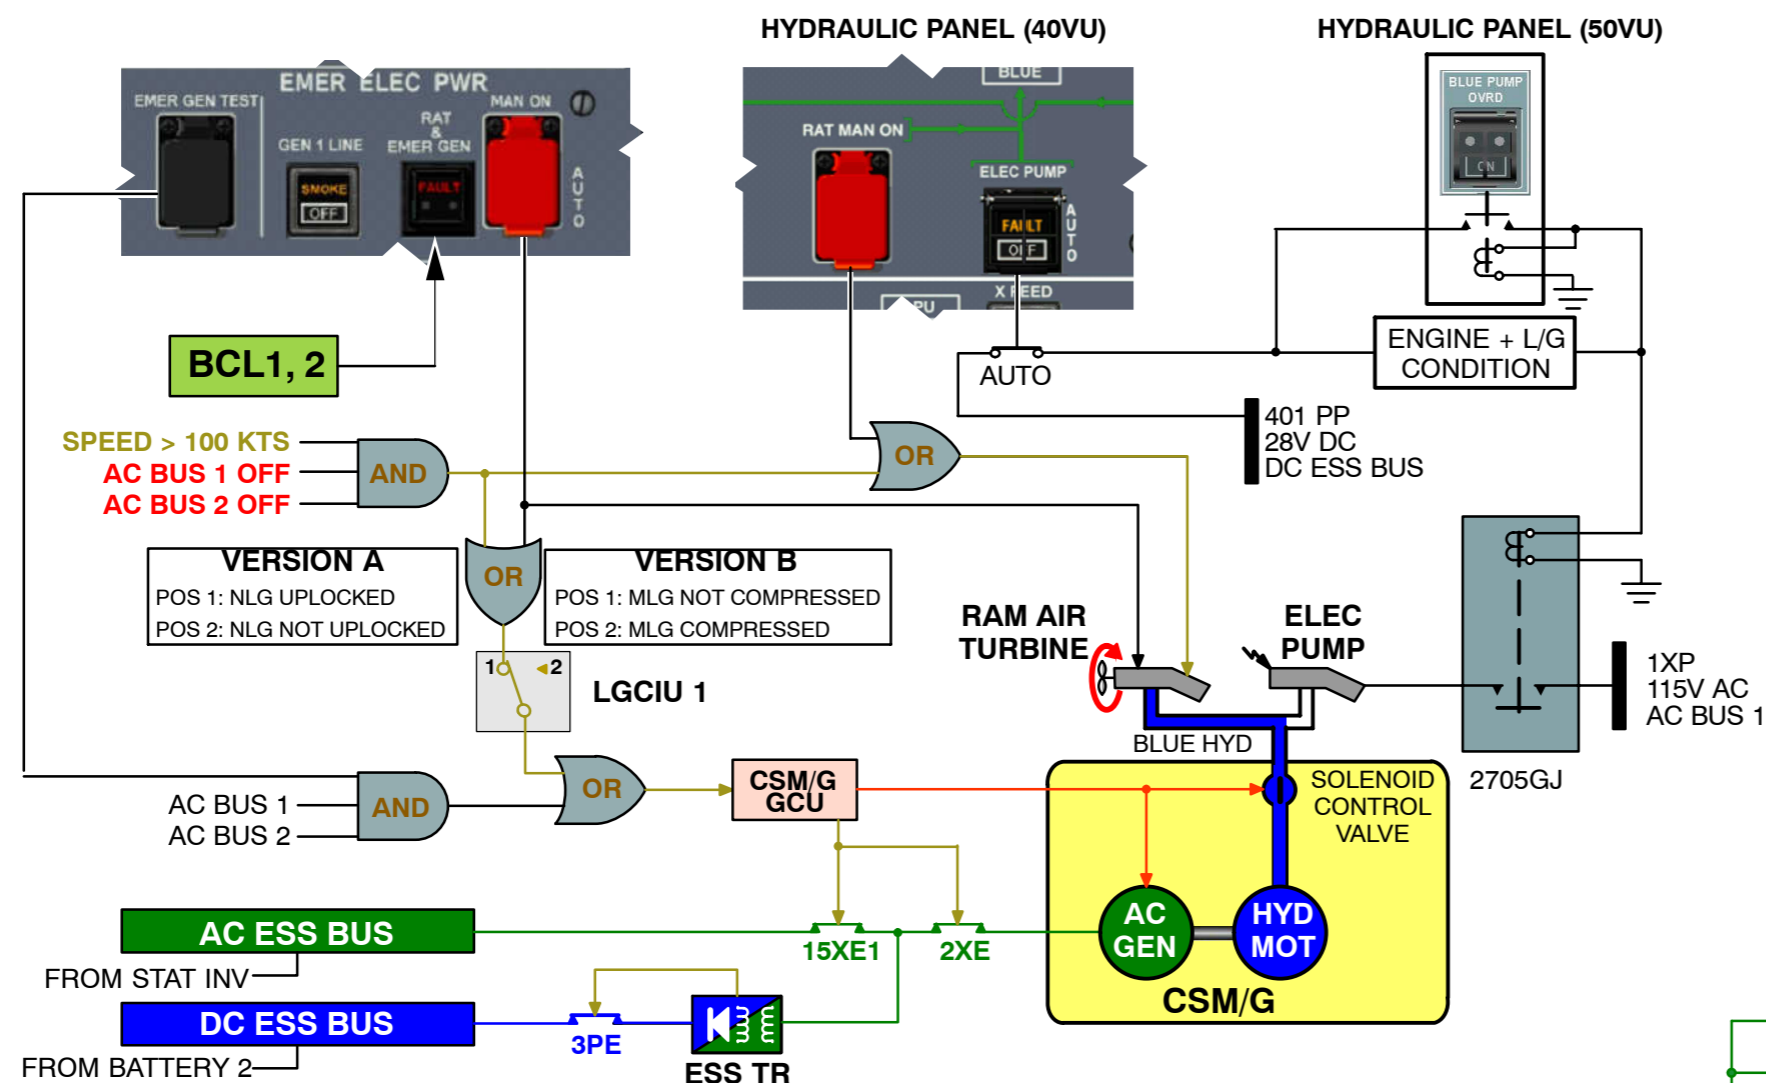 HYDRAULIC PANEL (40VU)
HYDRAULIC PANEL (50VU)
EMER ELEC PWR
EMER GEN TEST
MAN ON
RAT
&
EMER GEN
GEN 1 LINE
SMOKE
OFF
FAULT
AUTO
BLUE
RAT MAN ON
ELEC PUMP
FAULT
OFF
AUTO
X FEED
BLUE PUMP
OVRD
ON
BCL1, 2
AUTO
ENGINE + L/G
CONDITION
401 PP
28V DC
DC ESS BUS
SPEED > 100 KTS
AC BUS 1 OFF
AC BUS 2 OFF
AND
OR
VERSION A
POS 1: NLG UPLOCKED
POS 2: NLG NOT UPLOCKED
OR
VERSION B
POS 1: MLG NOT COMPRESSED
POS 2: MLG COMPRESSED
1
2
LGCIU 1
RAM AIR
TURBINE
ELEC
PUMP
1XP
115V AC
AC BUS 1
2705GJ
BLUE HYD
AC BUS 1
AC BUS 2
AND
OR
CSM/G
GCU
SOLENOID
CONTROL
VALVE
AC
GEN
HYD
MOT
CSM/G
AC ESS BUS
15XE1
2XE
FROM STAT INV
DC ESS BUS
3PE
ESS TR
FROM BATTERY 2